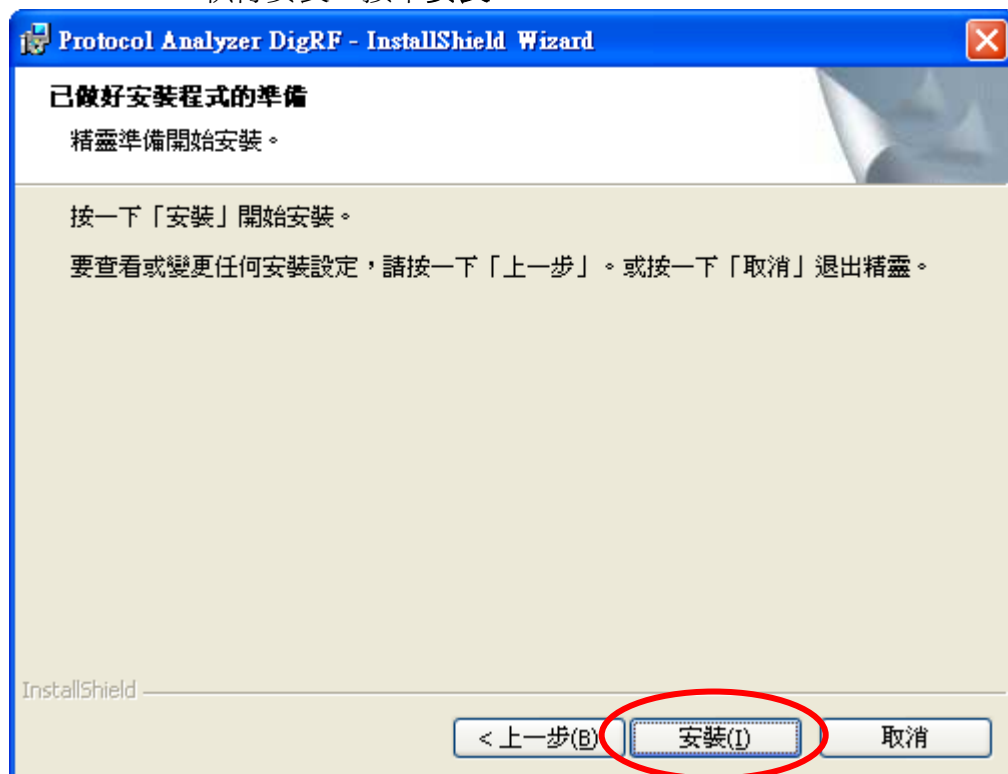 Protocol Analyzer DigRF - InstallShield Wizard
已做好安裝程式的準備
精靈準備開始安裝。
按一下「安裝」開始安裝。
要查看或變更任何安裝設定，請按一下「上一步」。或按一下「取消」退出精靈。
InstallShield
< 上一步(B) 安裝(I) 取消